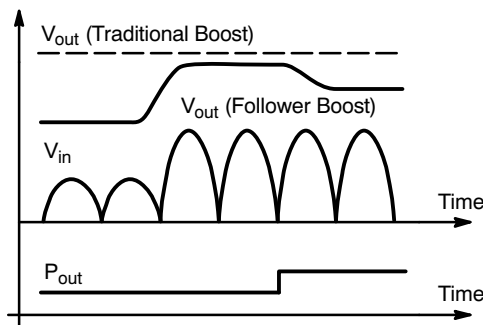 Vout (Traditional Boost)
Vout (Follower Boost)
Vin
Time
Pout
Time